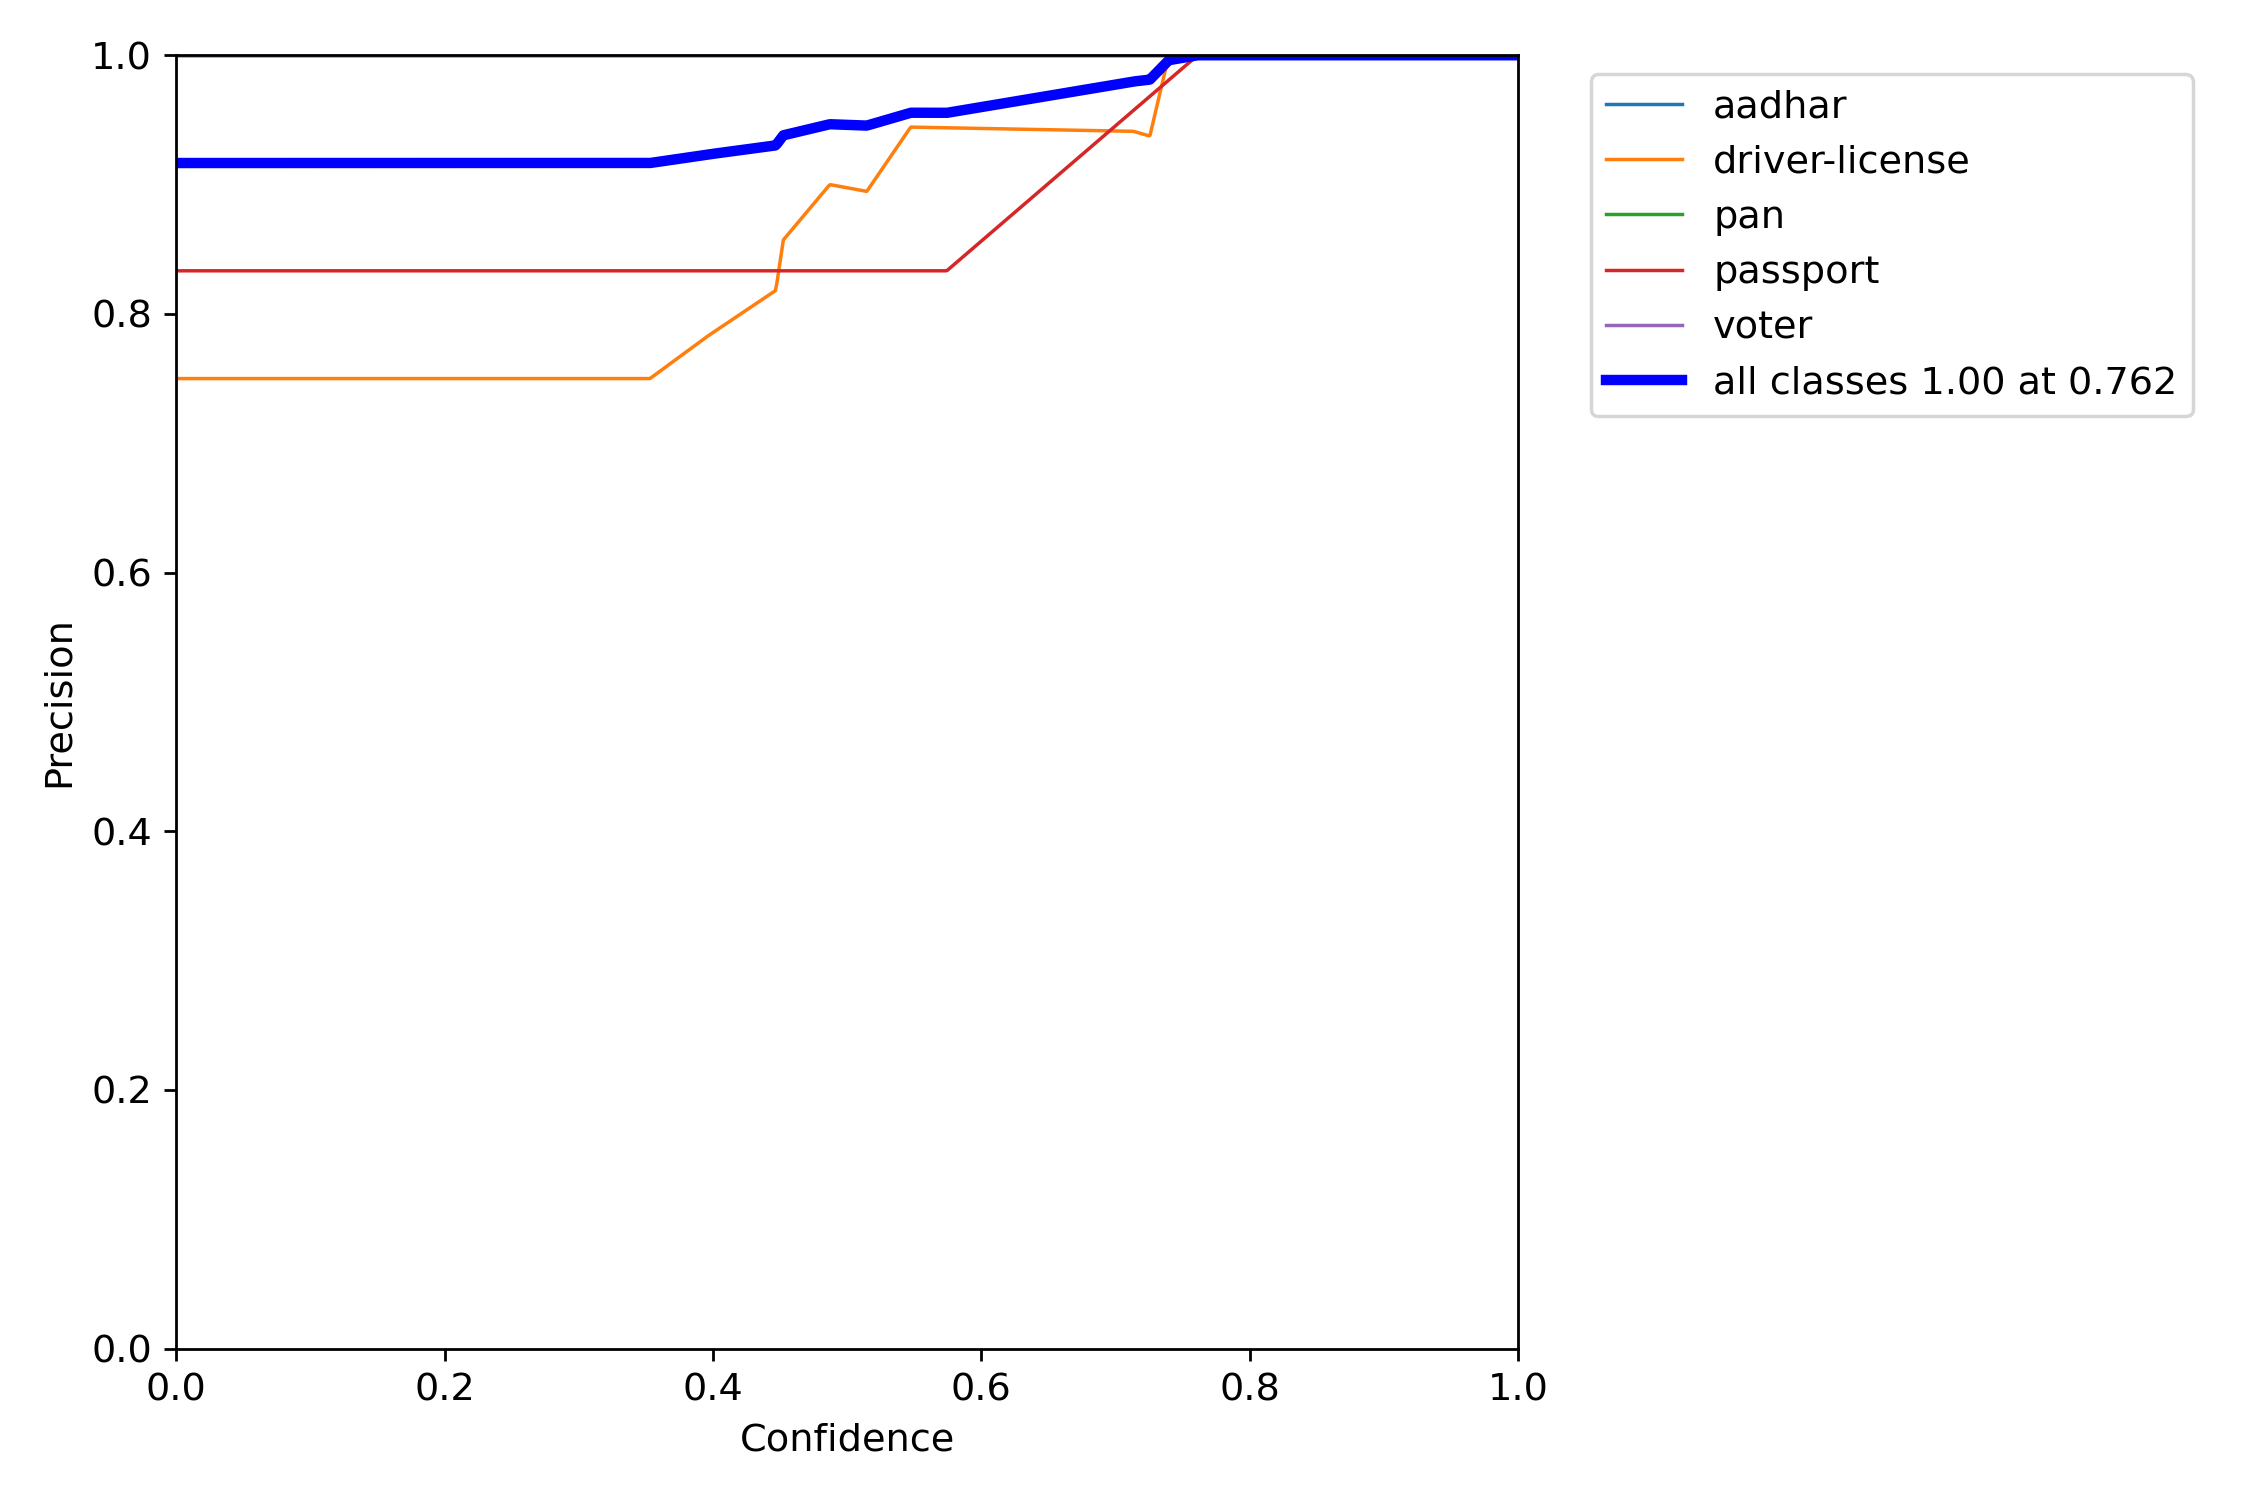 1.0
0.8
0.6
0.4
0.2
0.0
Precision
0.0 0.2 0.4 0.6 0.8 1.0
Confidence
aadhar
driver-license
pan
passport
voter
all classes 1.00 at 0.762